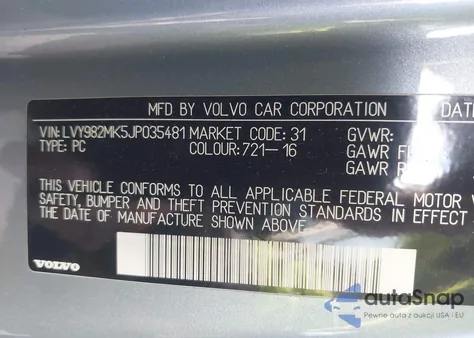 MFD BY VOLVO CAR CORPORATION DATE
VIN: LVY982MK5JP035481 MARKET CODE: 31 GVWR:
TYPE: PC COLOUR: 721-16 GAWR F
GAWR R
THIS VEHICLE CONFORMS TO ALL APPLICABLE FEDERAL MOTOR
SAFETY, BUMPER AND THEFT PREVENTION STANDARDS IN EFFECT
THE DATE OF MANUFACTURE SHOWN ABOVE.
VOLVO
autaSnap
Pewne auta z aukcji USA i EU